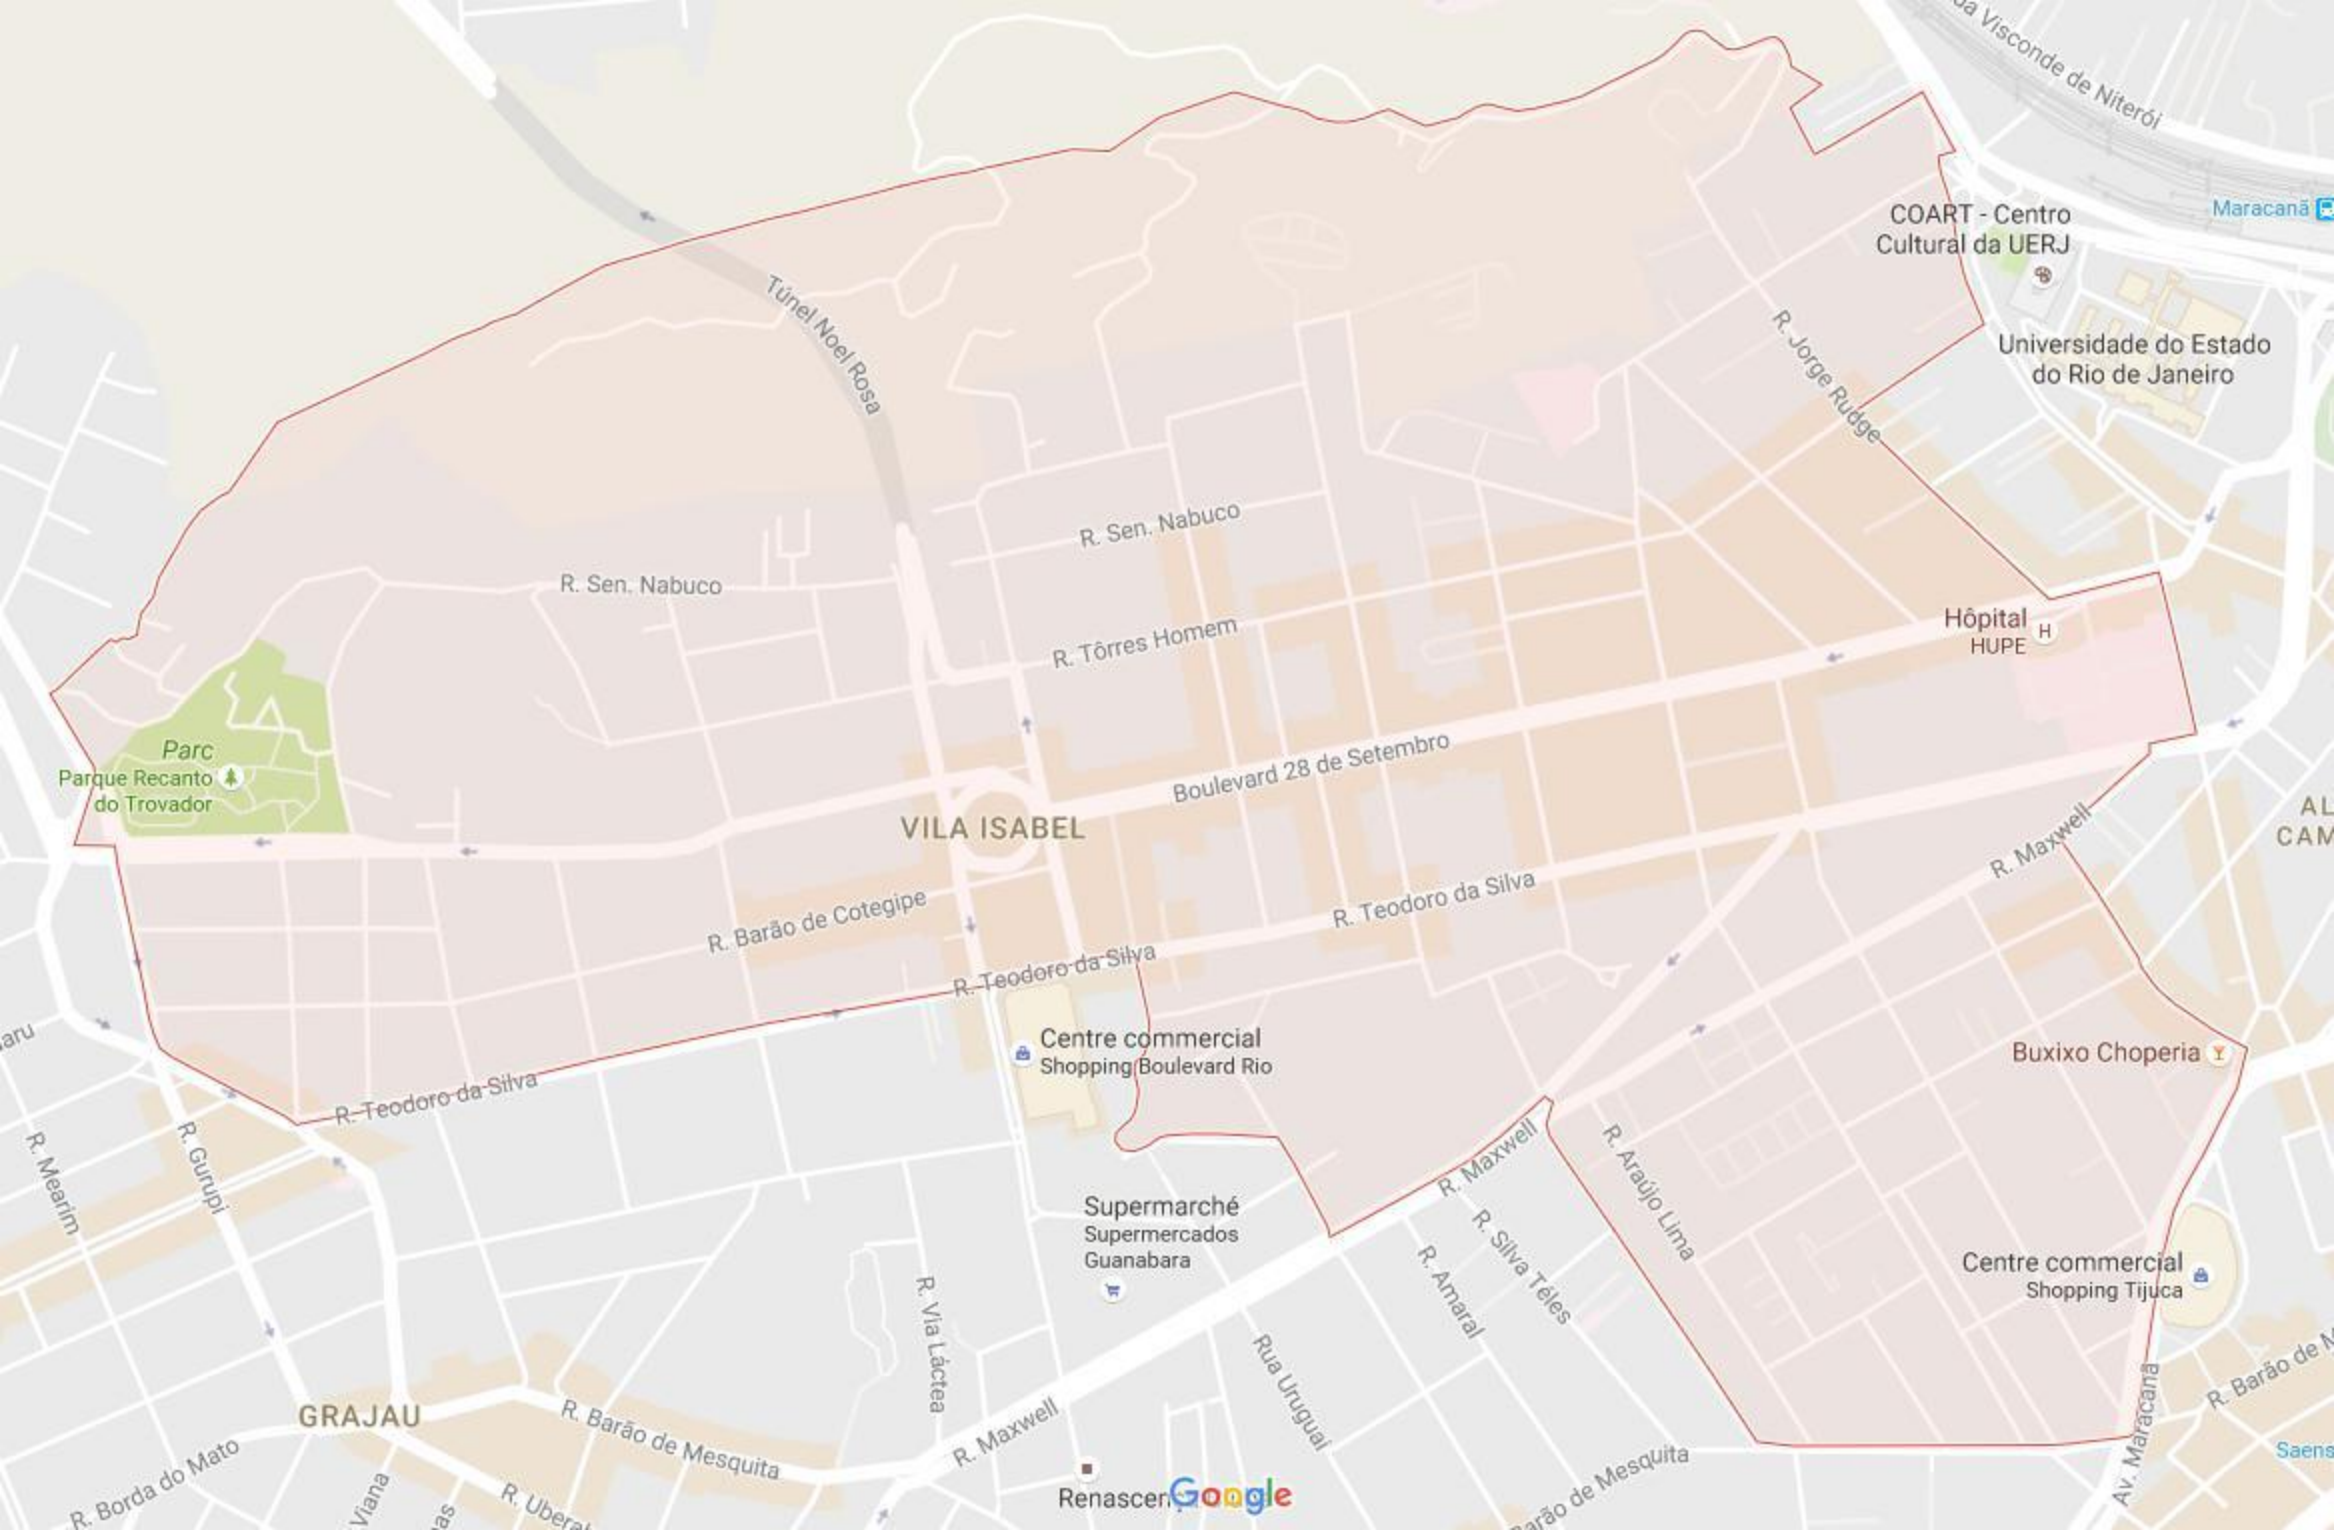 da Visconde de Niterói
Maracanã
COART - Centro
Cultural da UERJ
Túnel Noel Rosa
R. Jorge Rudge
Universidade do Estado
do Rio de Janeiro
R. Sen. Nabuco
R. Sen. Nabuco
R. Tôrres Homem
Hôpital
HUPE
H
Parc
Parque Recanto
do Trovador
Boulevard 28 de Setembro
VILA ISABEL
AL
CAM
R. Maxwell
R. Barão de Cotegipe
R. Teodoro da Silva
R. Teodoro da Silva
Centre commercial
Shopping Boulevard Rio
Buxixo Choperia
aru
R. Teodoro da Silva
R. Mearim
R. Gurupi
R. Maxwell
R. Araújo Lima
Supermarché
Supermercados
Guanabara
R. Silva Téles
R. Amaral
Centre commercial
Shopping Tijuca
R. Via Láctea
Rua Uruguai
GRAJAU
R. Barão de Mesquita
R. Maxwell
R. Barão de M
Av. Maracanã
Saens
R. Borda do Mato
Viana
as
R. Ubera
Renascen
Google
arão de Mesquita